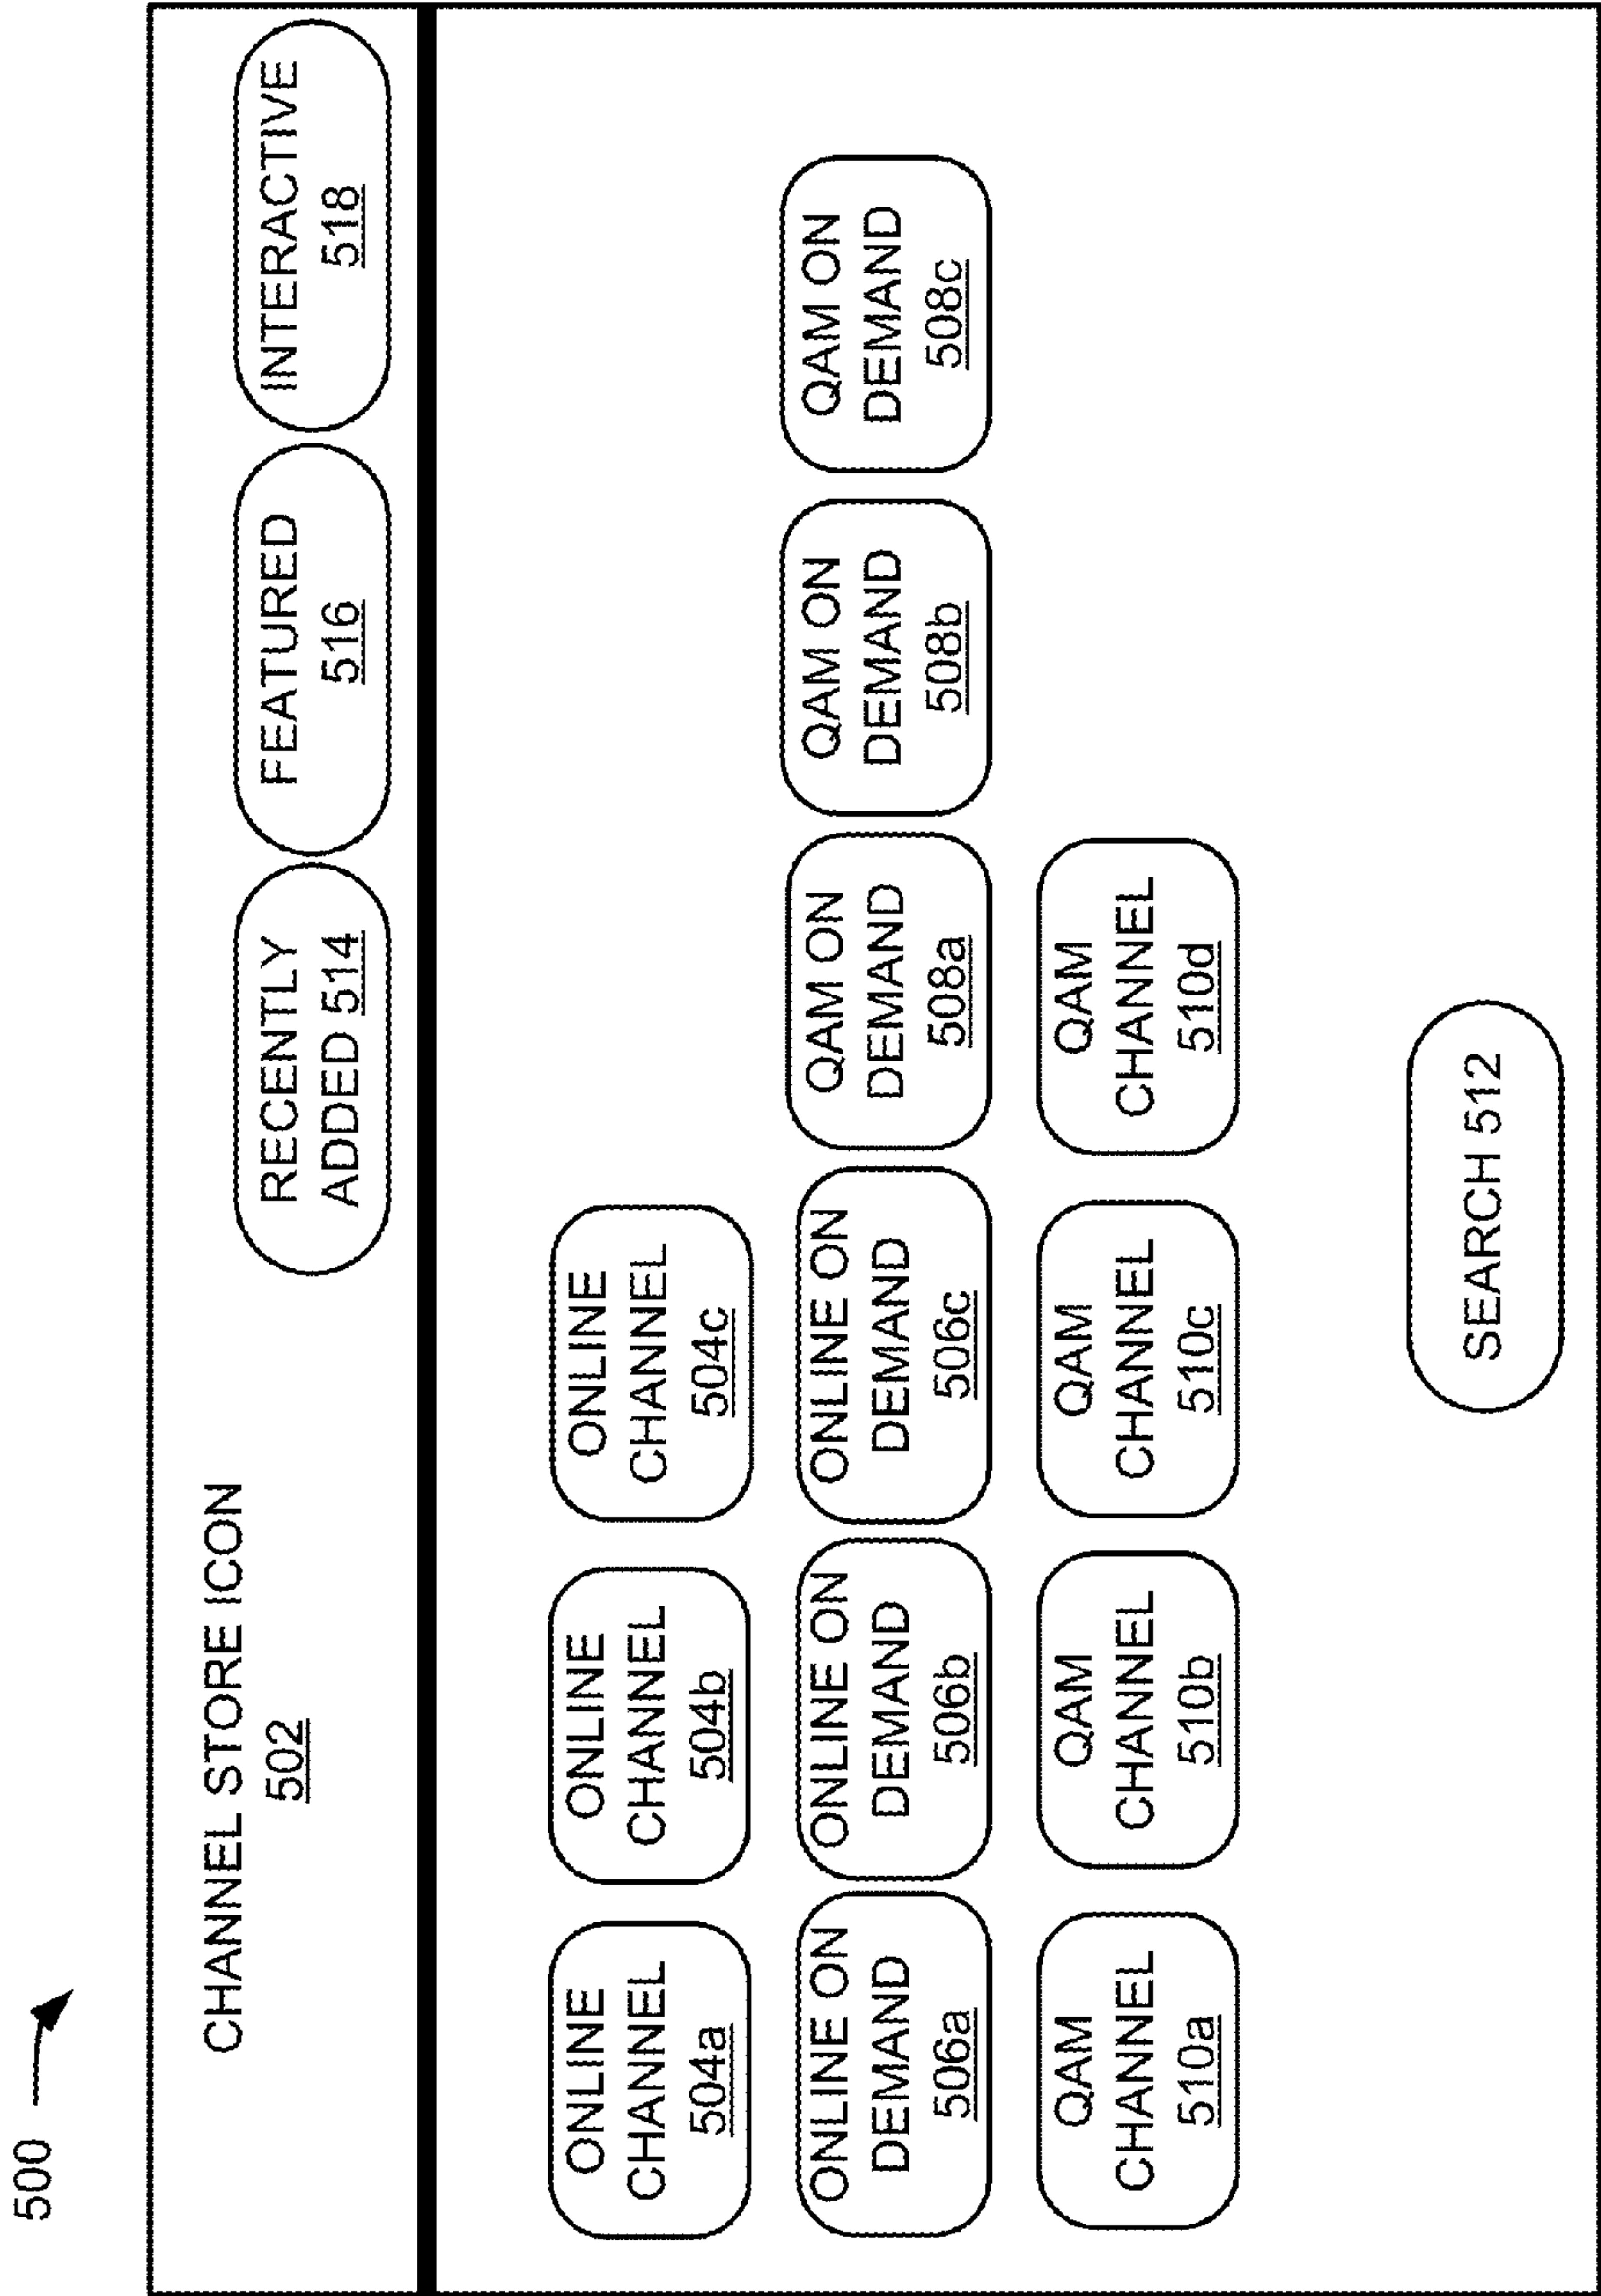 500
CHANNEL STORE ICON
502
RECENTLY
ADDED 514
FEATURED
516
INTERACTIVE
518
ONLINE
CHANNEL
504a
ONLINE
CHANNEL
504b
ONLINE
CHANNEL
504c
ONLINE ON
DEMAND
506a
ONLINE ON
DEMAND
506b
ONLINE ON
DEMAND
506c
QAM ON
DEMAND
508a
QAM ON
DEMAND
508b
QAM ON
DEMAND
508c
QAM
CHANNEL
510a
QAM
CHANNEL
510b
QAM
CHANNEL
510c
QAM
CHANNEL
510d
SEARCH 512